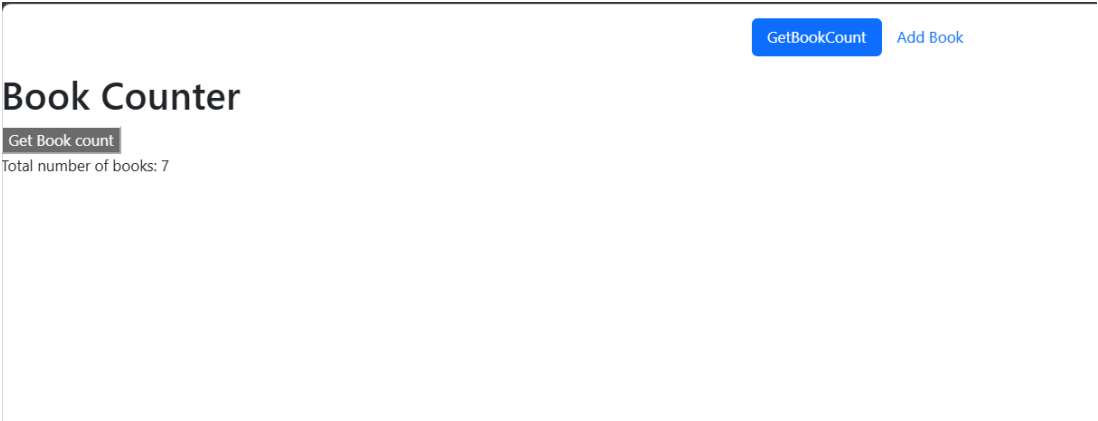 GetBookCount Add Book
Book Counter
Get Book count
Total number of books: 7